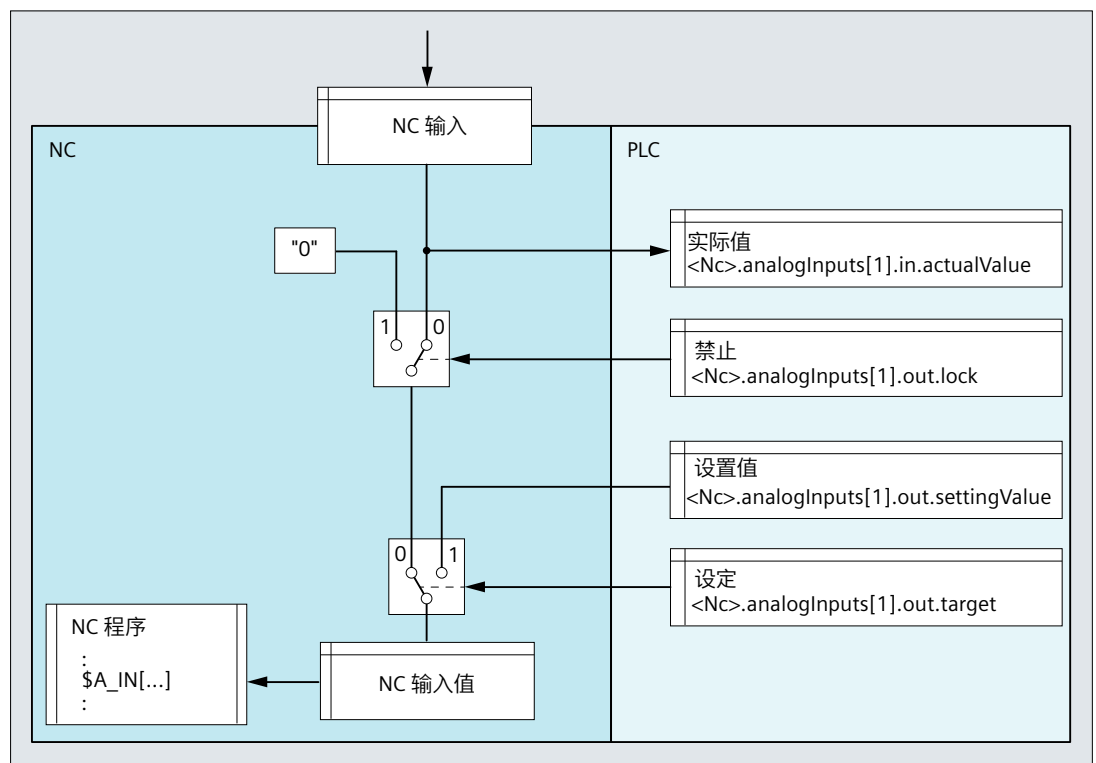 NC 输入
NC
PLC
实际值
<Nc>.analogInputs[1].in.actualValue
"0"
1 0
禁止
<Nc>.analogInputs[1].out.lock
设置值
<Nc>.analogInputs[1].out.settingValue
0 1
设定
<Nc>.analogInputs[1].out.target
NC 程序
:
$A_IN[...]
:
NC 输入值